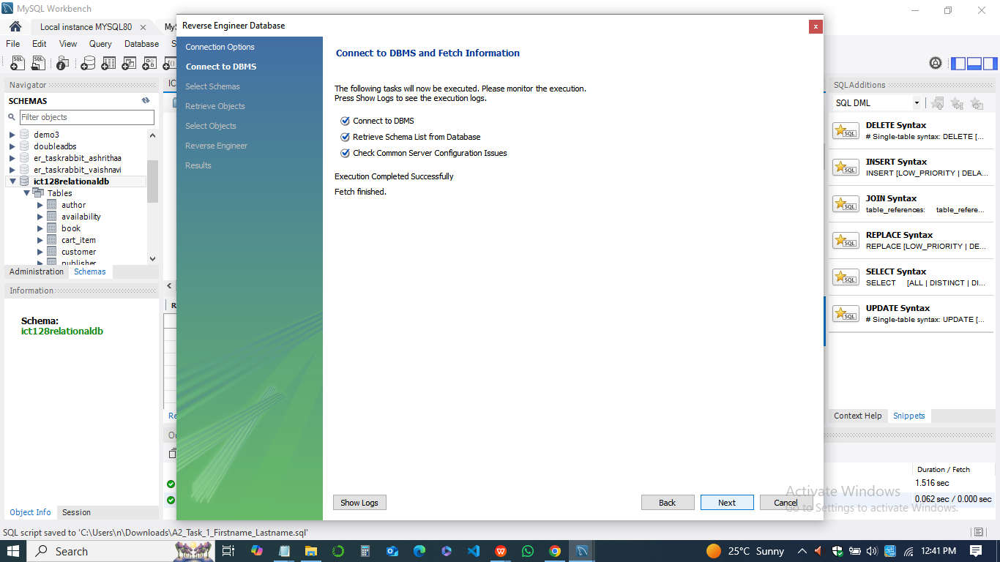 MySQL Workbench
Local instance MYSQL80
File Edit View Query Database
Navigator
SCHEMAS
Filter objects
demo3
doubleadbs
er_taskrabbit_ashrithaa
er_taskrabbit_vaishnavi
ict128relationaldb
Tables
author
availability
book
cart_item
customer
publisher
Administration Schemas
Information
Schema:
ict128relationaldb
Object Info Session
Reverse Engineer Database
x
Connection Options
Connect to DBMS
Select Schemas
Retrieve Objects
Select Objects
Reverse Engineer
Results
Connect to DBMS and Fetch Information
The following tasks will now be executed. Please monitor the execution.
Press Show Logs to see the execution logs.
Connect to DBMS
Retrieve Schema List from Database
Check Common Server Configuration Issues
Execution Completed Successfully
Fetch finished.
Show Logs Back Next Cancel
SQLAdditions
SQL DML
DELETE Syntax
# Single-table syntax: DELETE [...
INSERT Syntax
INSERT [LOW_PRIORITY | DELA...
JOIN Syntax
table_references: table_refere...
REPLACE Syntax
REPLACE [LOW_PRIORITY | DE...
SELECT Syntax
SELECT [ALL | DISTINCT | DI...
UPDATE Syntax
# Single-table syntax: UPDATE [...
Context Help Snippets
Duration / Fetch
1.516 sec
0.062 sec / 0.000 sec
Activate Windows
Go to Settings to activate Windows.
SQL script saved to 'C:\Users\n\Downloads\A2_Task_1_Firstname_Lastname.sql'
Search
25°C Sunny
12:41 PM